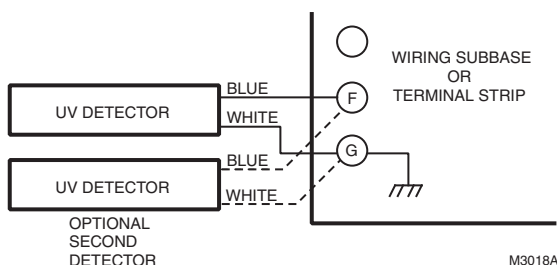 WIRING SUBBASE
OR
TERMINAL STRIP
BLUE
F
UV DETECTOR
WHITE
G
BLUE
UV DETECTOR
WHITE
OPTIONAL
SECOND
DETECTOR
M3018A